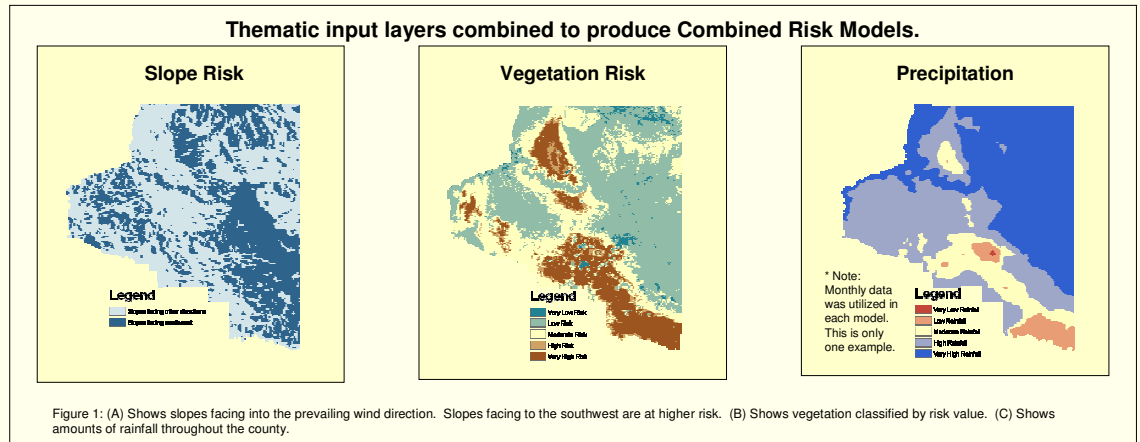 Thematic input layers combined to produce Combined Risk Models.
Slope Risk
Legend
Slopes facing other directions
Slopes facing southwest
Vegetation Risk
Legend
Very Low Risk
Low Risk
Moderate Risk
High Risk
Very High Risk
Precipitation
* Note:
Monthly data
was utilized in
each model.
This is only
one example.
Legend
Very Low Rainfall
Low Rainfall
Moderate Rainfall
High Rainfall
Very High Rainfall
Figure 1: (A) Shows slopes facing into the prevailing wind direction. Slopes facing to the southwest are at higher risk. (B) Shows vegetation classified by risk value. (C) Shows
amounts of rainfall throughout the county.